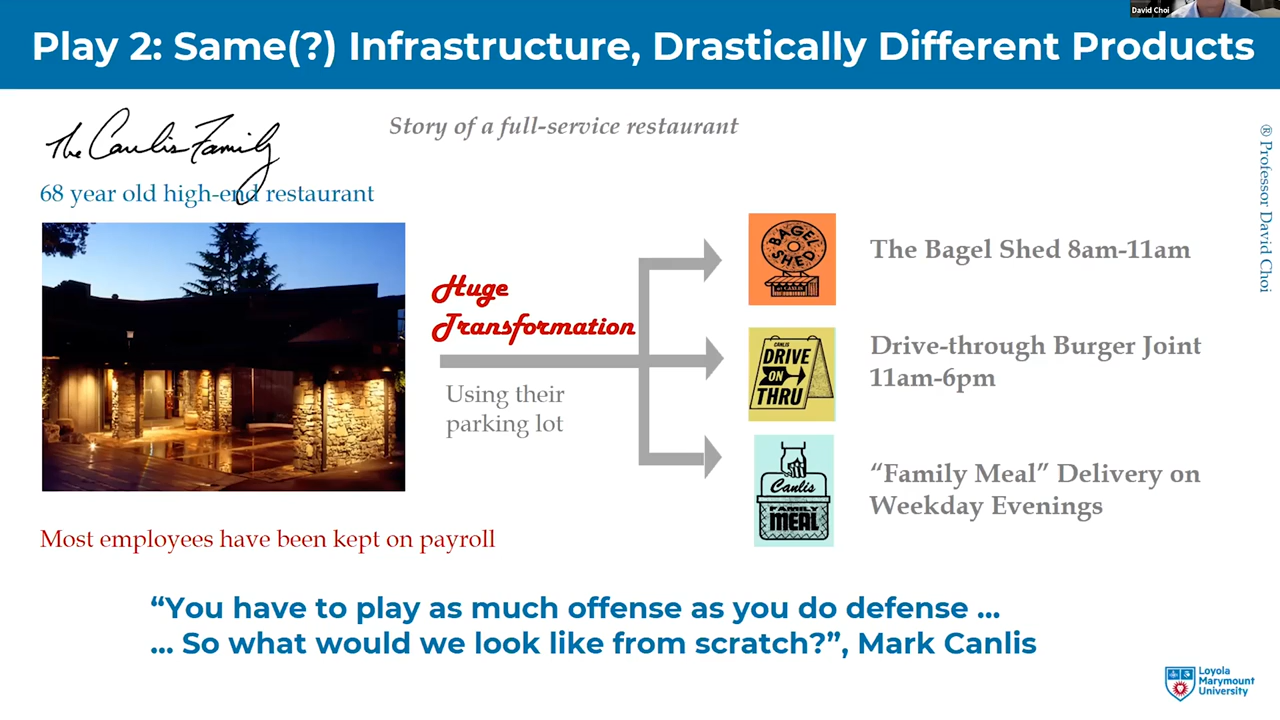 David Choi
Play 2: Same(?) Infrastructure, Drastically Different Products
The Canlis Family
Story of a full-service restaurant
68 year old high-end restaurant
® Professor David Choi
Huge
Transformation
Using their
parking lot
BAGEL
SHED
The Bagel Shed 8am-11am
CANLIS
DRIVE
ON
THRU
Drive-through Burger Joint
11am-6pm
Canlis
FAMILY
MEAL
“Family Meal” Delivery on
Weekday Evenings
Most employees have been kept on payroll
“You have to play as much offense as you do defense ...
... So what would we look like from scratch?”, Mark Canlis
Loyola
Marymount
University